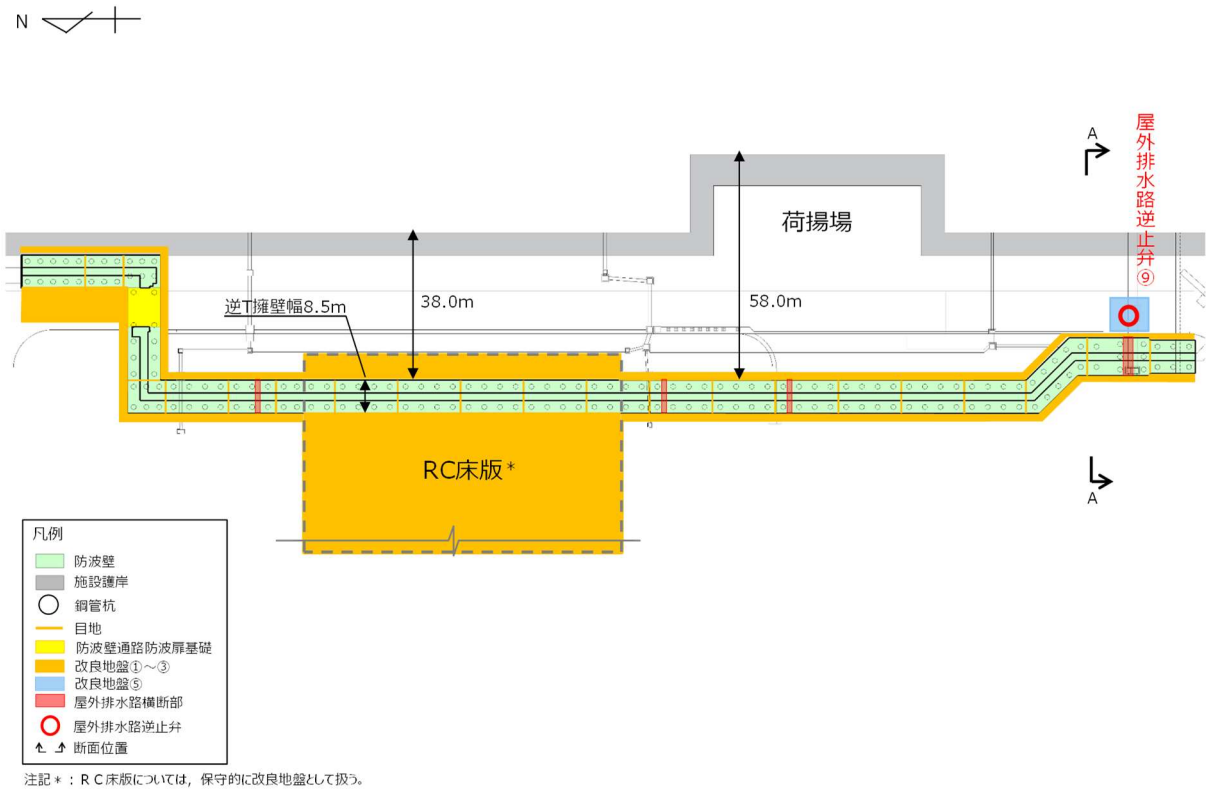 N
A
屋外排水路逆止弁⑨
荷揚場
38.0m
58.0m
逆T擁壁幅8.5m
RC床版*
A
凡例
防波壁
施設護岸
鋼管杭
目地
防波壁通路防波扉基礎
改良地盤①～③
改良地盤⑤
屋外排水路横断部
屋外排水路逆止弁
断面位置
注記*：RC床版については，保守的に改良地盤として扱う。